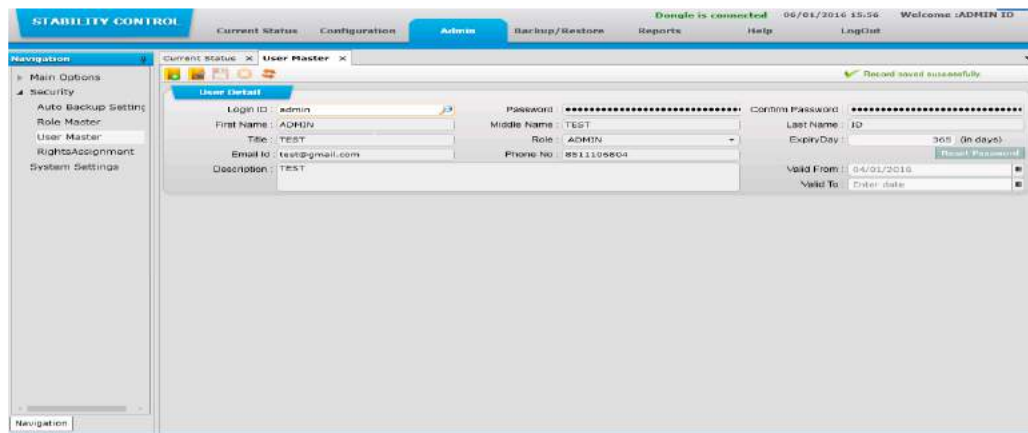 STABILITY CONTROL
Dongle is connected 06/01/2016 15:56 Welcome :ADMIN ID
Current Status Configuration Admin Backup/Restore Reports Help LogOut
Navigation
Current Status × User Master ×
Main Options
Record saved successfully
Security
User Detail
Auto Backup Setting
Login ID : admin Password : Confirm Password :
Role Master
First Name : ADMIN Middle Name : TEST Last Name : ID
User Master
Title : TEST Role : ADMIN ExpiryDay : 365 (in days)
RightsAssignment
Email Id : test@gmail.com Phone No : 8511106804 Reset Password
System Settings
Description : TEST Valid From : 04/01/2016
Valid To : Enter date
Navigation